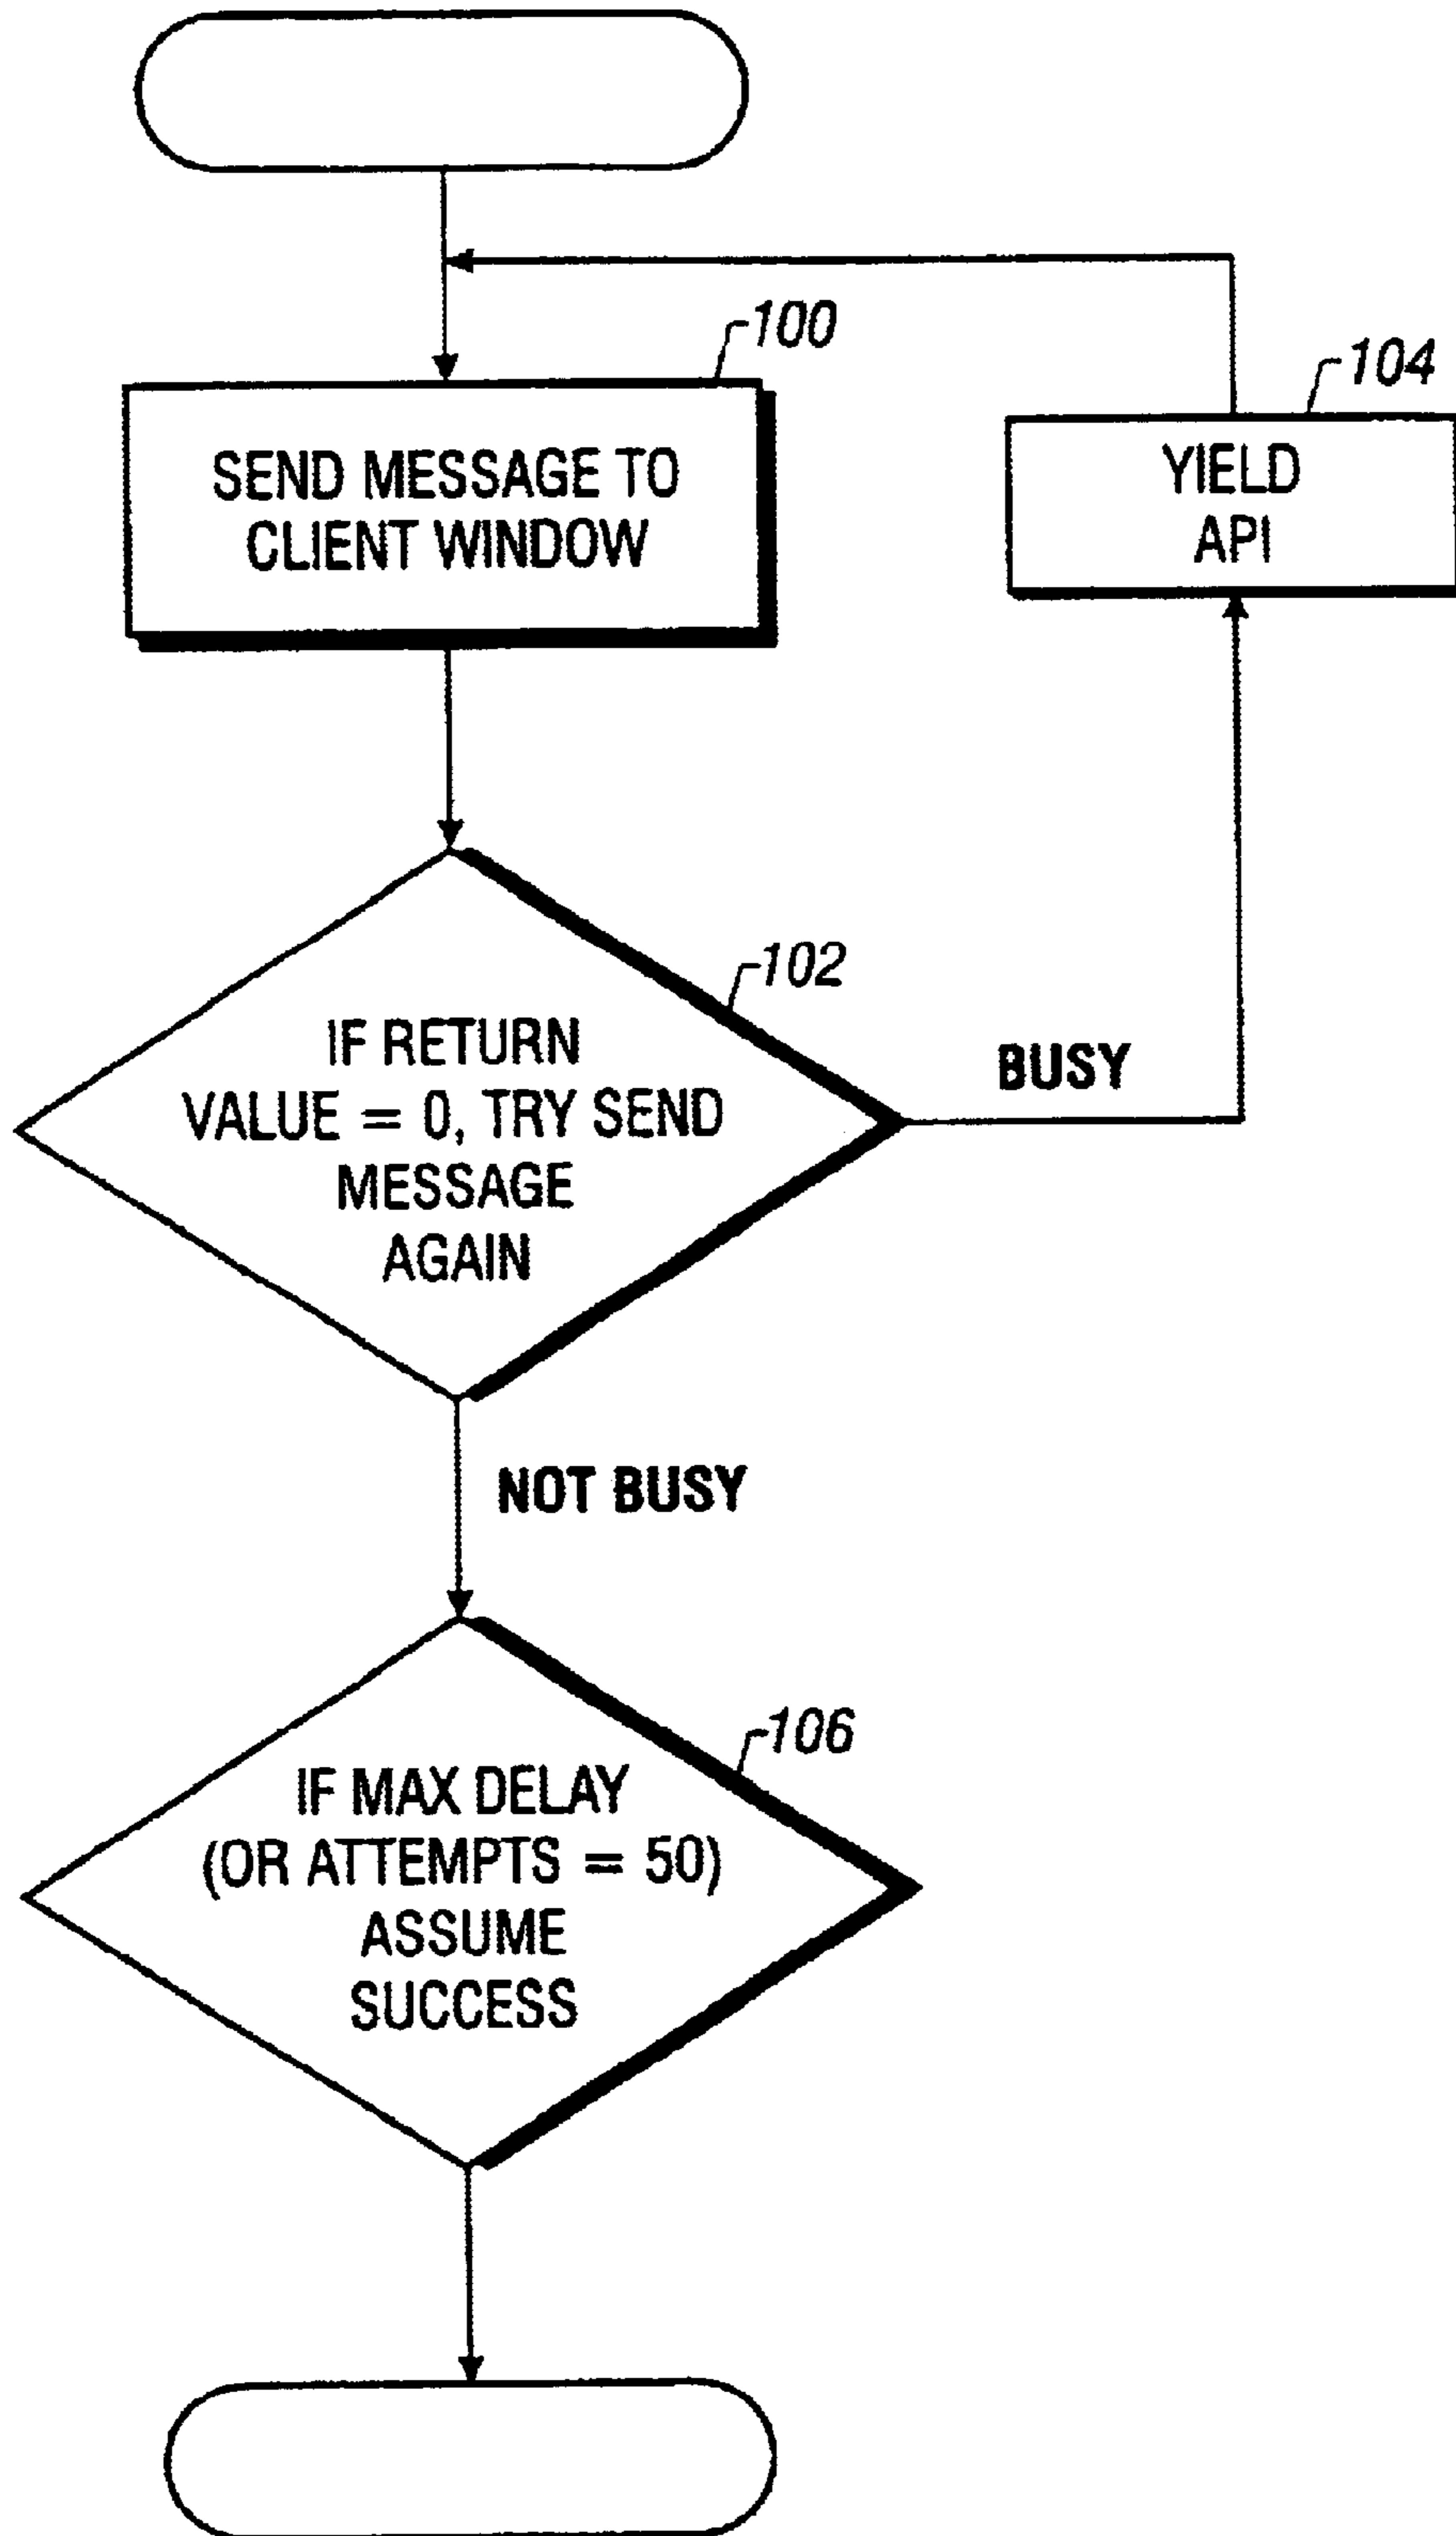 100
SEND MESSAGE TO
CLIENT WINDOW
104
YIELD
API
102
IF RETURN
VALUE = 0, TRY SEND
MESSAGE
AGAIN
BUSY
NOT BUSY
106
IF MAX DELAY
(OR ATTEMPTS = 50)
ASSUME
SUCCESS